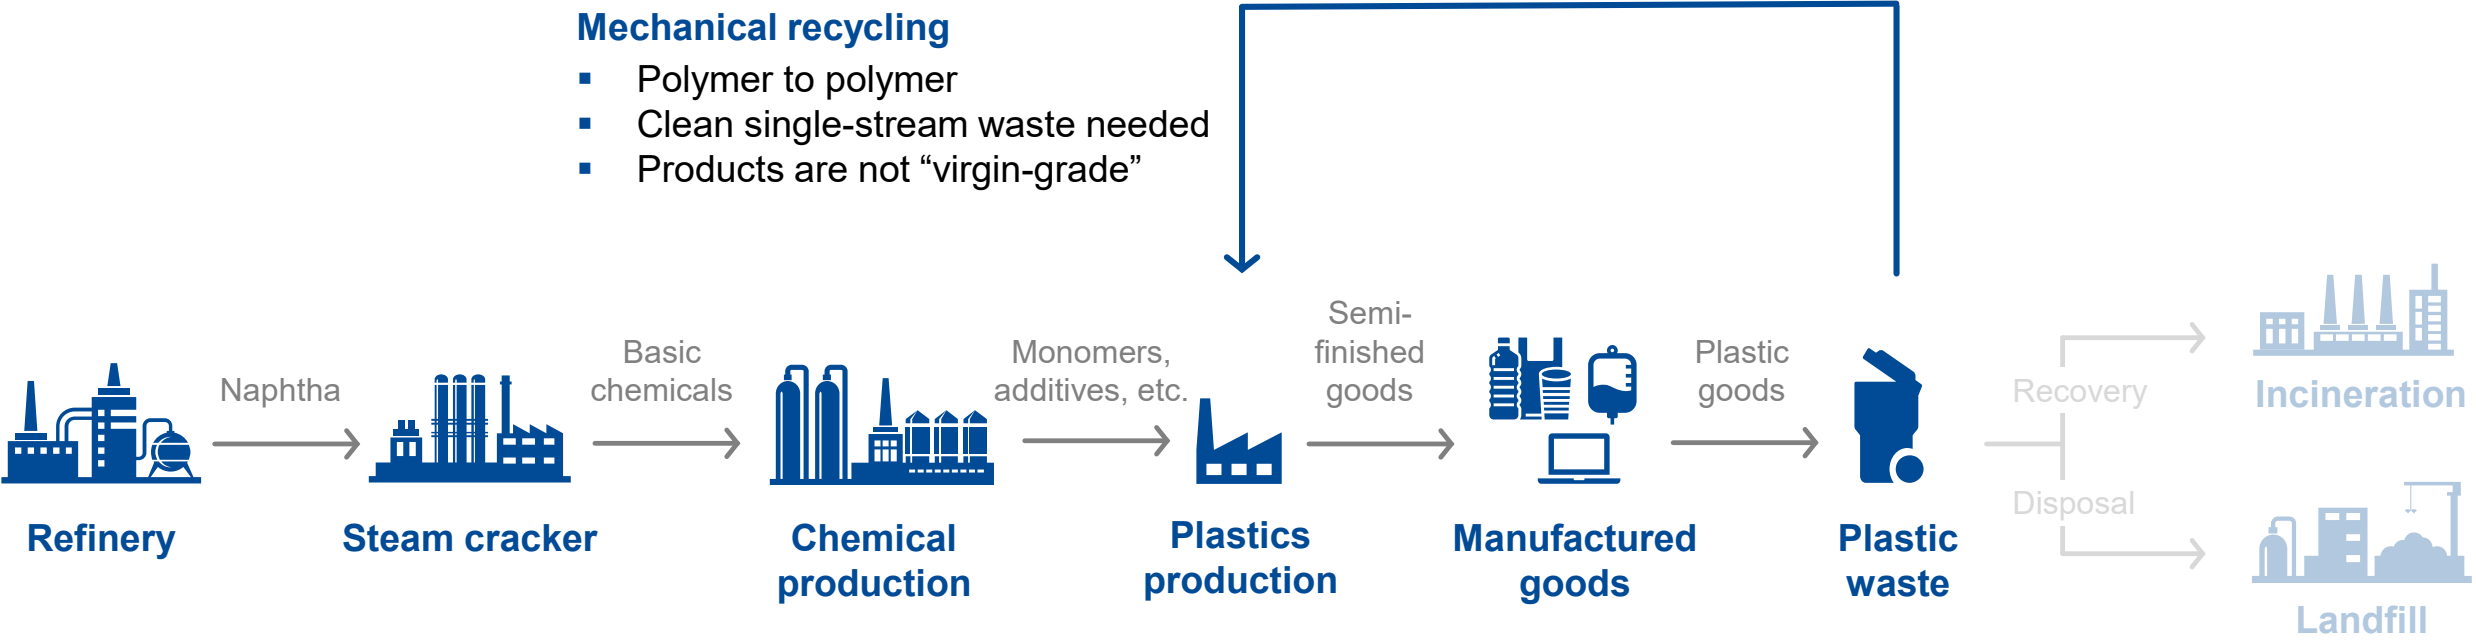 Mechanical recycling
▪ Polymer to polymer
▪ Clean single-stream waste needed
▪ Products are not “virgin-grade”
Naphtha
Basic
chemicals
Monomers,
additives, etc.
Semi-
finished
goods
Plastic
goods
Recovery
Disposal
Refinery
Steam cracker
Chemical
production
Plastics
production
Manufactured
goods
Plastic
waste
Incineration
Landfill